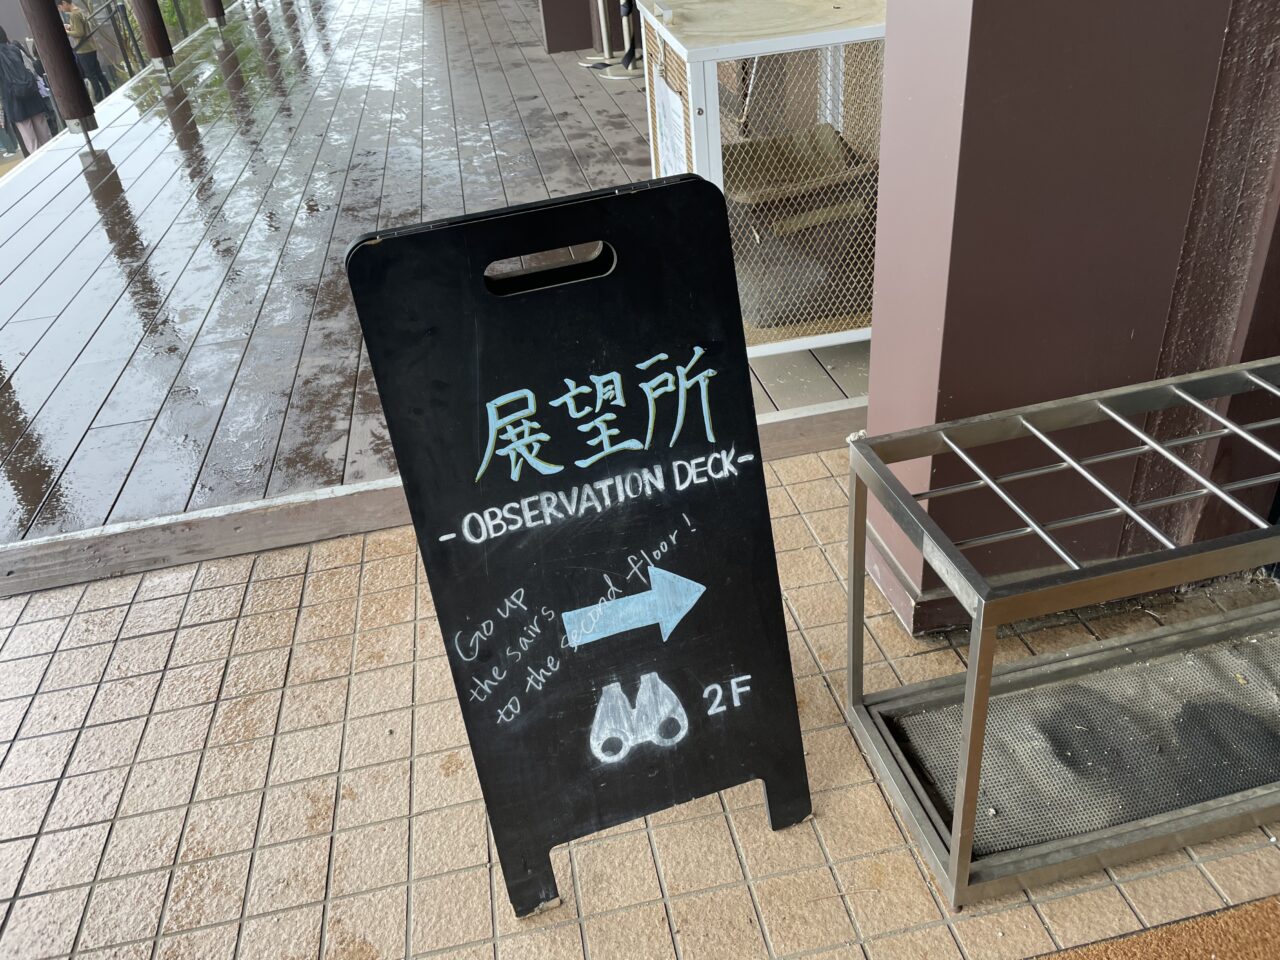 展望所
-OBSERVATION DECK-
Go up
the sairs
to the second floor!
2F